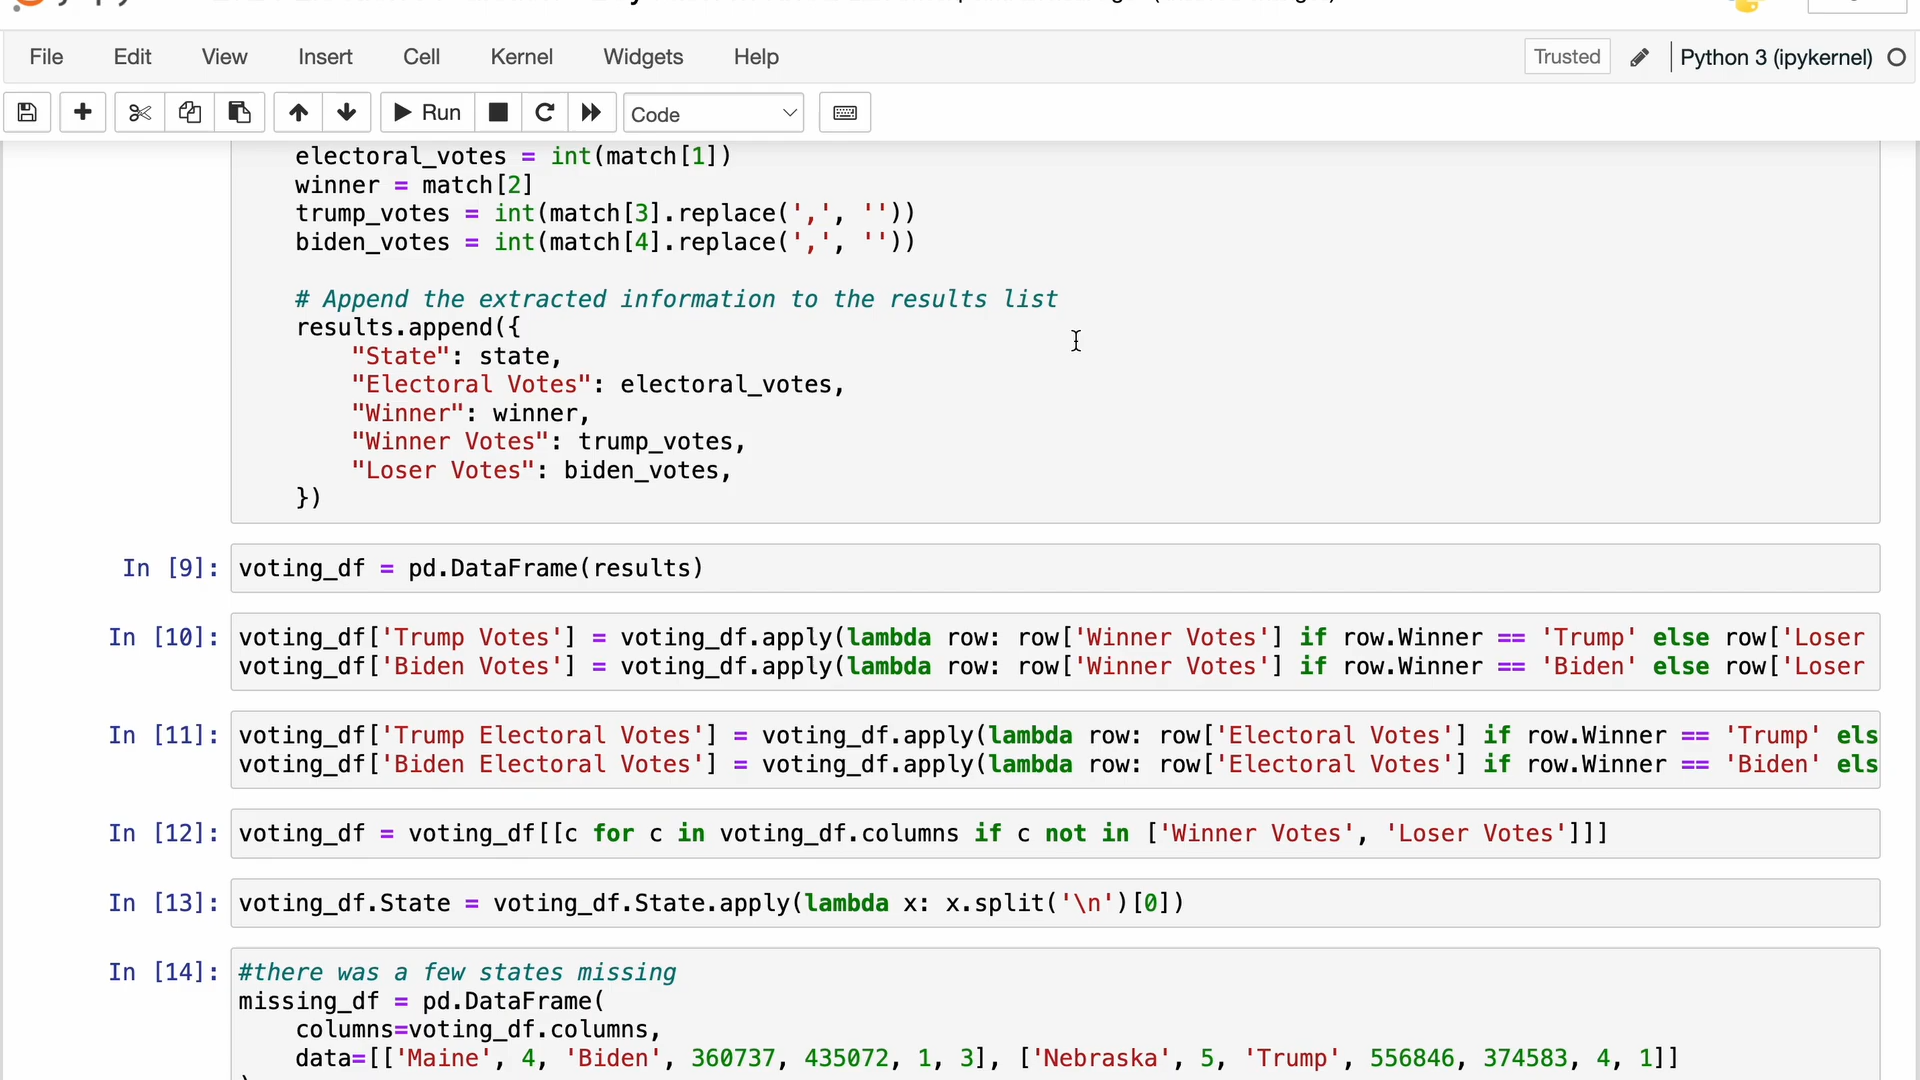 File Edit View Insert Cell Kernel Widgets Help Trusted Python 3 (ipykernel)
Run Code
electoral_votes = int(match[1])
winner = match[2]
trump_votes = int(match[3].replace(',', ''))
biden_votes = int(match[4].replace(',', ''))
# Append the extracted information to the results list
results.append({
"State": state,
"Electoral Votes": electoral_votes,
"Winner": winner,
"Winner Votes": trump_votes,
"Loser Votes": biden_votes,
})
In [9]: voting_df = pd.DataFrame(results)
In [10]: voting_df['Trump Votes'] = voting_df.apply(lambda row: row['Winner Votes'] if row.Winner == 'Trump' else row['Loser
voting_df['Biden Votes'] = voting_df.apply(lambda row: row['Winner Votes'] if row.Winner == 'Biden' else row['Loser
In [11]: voting_df['Trump Electoral Votes'] = voting_df.apply(lambda row: row['Electoral Votes'] if row.Winner == 'Trump' els
voting_df['Biden Electoral Votes'] = voting_df.apply(lambda row: row['Electoral Votes'] if row.Winner == 'Biden' els
In [12]: voting_df = voting_df[[c for c in voting_df.columns if c not in ['Winner Votes', 'Loser Votes']]]
In [13]: voting_df.State = voting_df.State.apply(lambda x: x.split('\n')[0])
In [14]: #there was a few states missing
missing_df = pd.DataFrame(
columns=voting_df.columns,
data=[['Maine', 4, 'Biden', 360737, 435072, 1, 3], ['Nebraska', 5, 'Trump', 556846, 374583, 4, 1]]